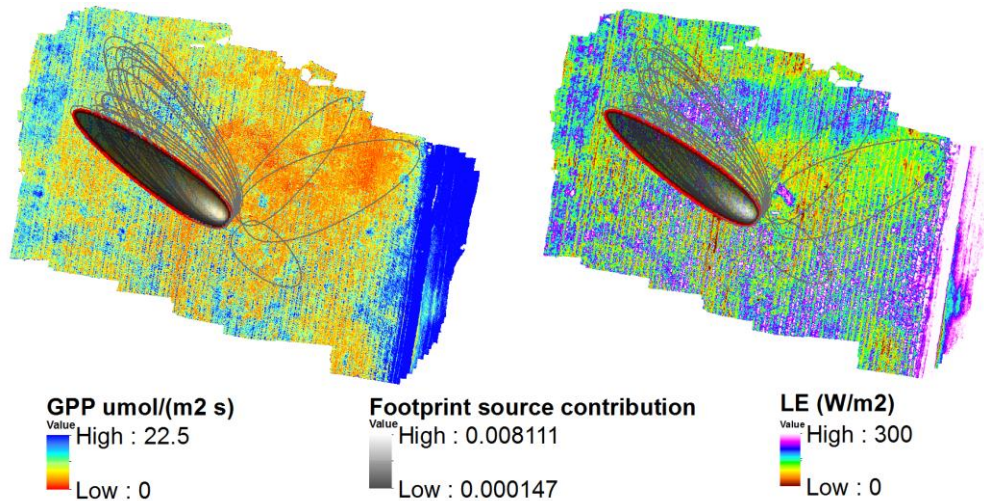 GPP umol/(m2 s)
Value
High : 22.5
Low : 0
Footprint source contribution
Value
High : 0.008111
Low : 0.000147
LE (W/m2)
Value
High : 300
Low : 0